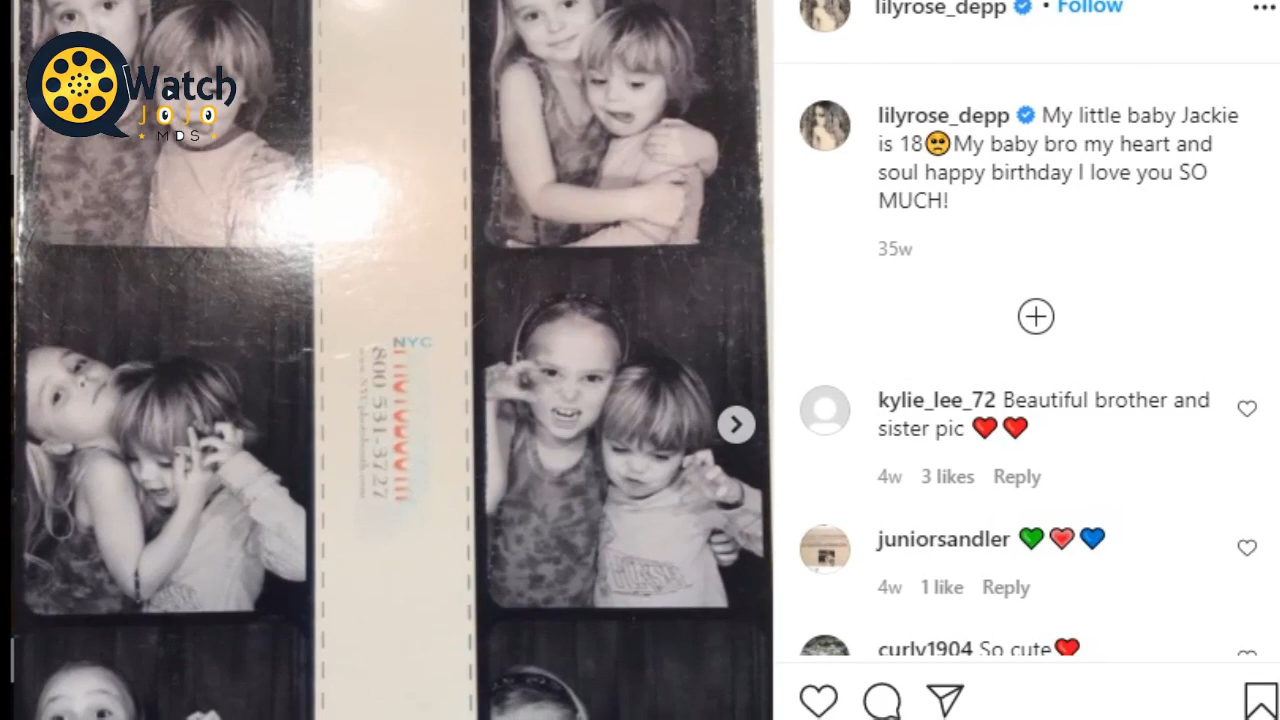 Watch
JOJO
MDS
NYC
800 531-3727
lilyrose_depp • Follow
lilyrose_depp My little baby Jackie
is 18🥺My baby bro my heart and
soul happy birthday I love you SO
MUCH!
35w
kylie_lee_72 Beautiful brother and
sister pic ❤️❤️
4w 3 likes Reply
juniorsandler 💚❤️💙
4w 1 like Reply
curly1904 So cute❤️